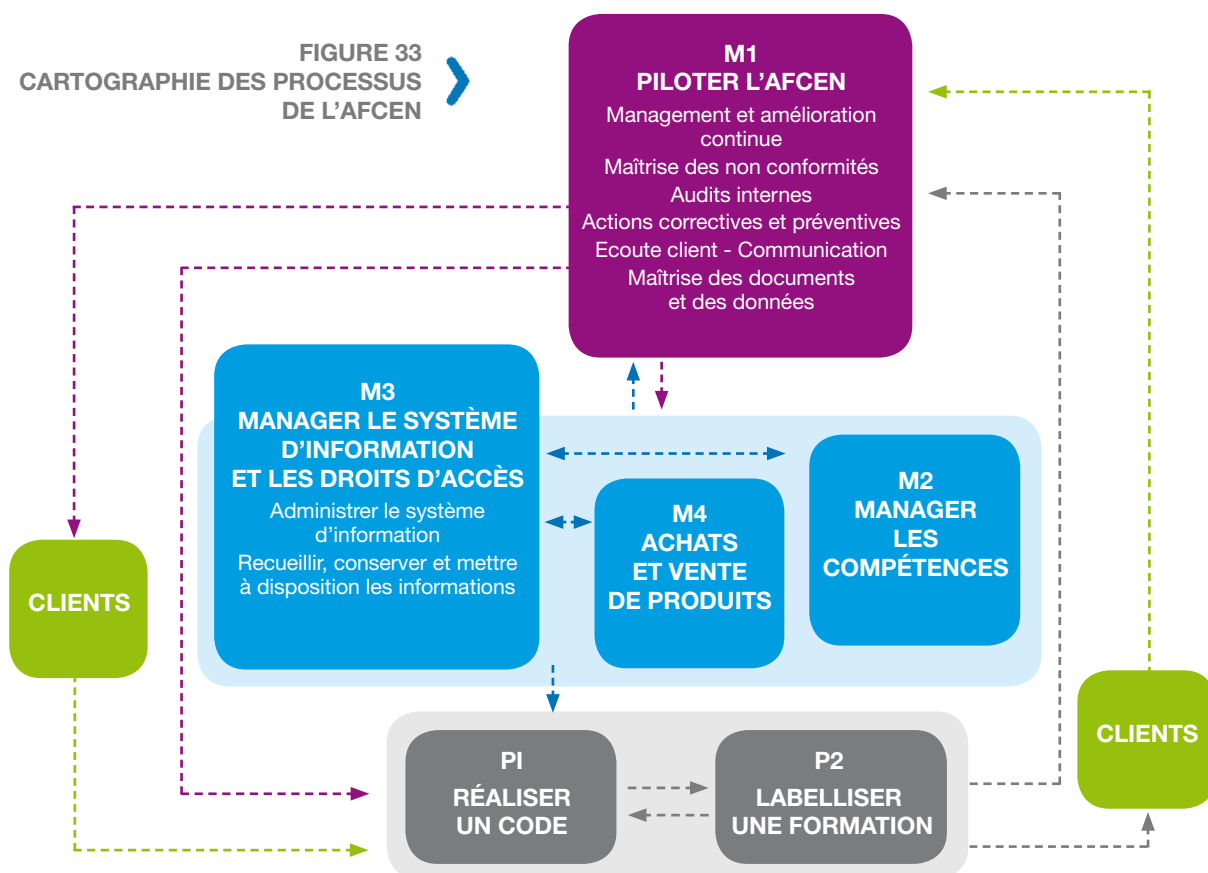 FIGURE 33
CARTOGRAPHIE DES PROCESSUS
DE L'AFCEN
M1
PILOTER L'AFCEN
Management et amélioration
continue
Maîtrise des non conformités
Audits internes
Actions correctives et préventives
Ecoute client - Communication
Maîtrise des documents
et des données
M3
MANAGER LE SYSTÈME
D'INFORMATION
ET LES DROITS D'ACCÈS
Administrer le système
d'information
Recueillir, conserver et mettre
à disposition les informations
M4
ACHATS
ET VENTE
DE PRODUITS
M2
MANAGER
LES
COMPÉTENCES
CLIENTS
PI
RÉALISER
UN CODE
P2
LABELLISER
UNE FORMATION
CLIENTS